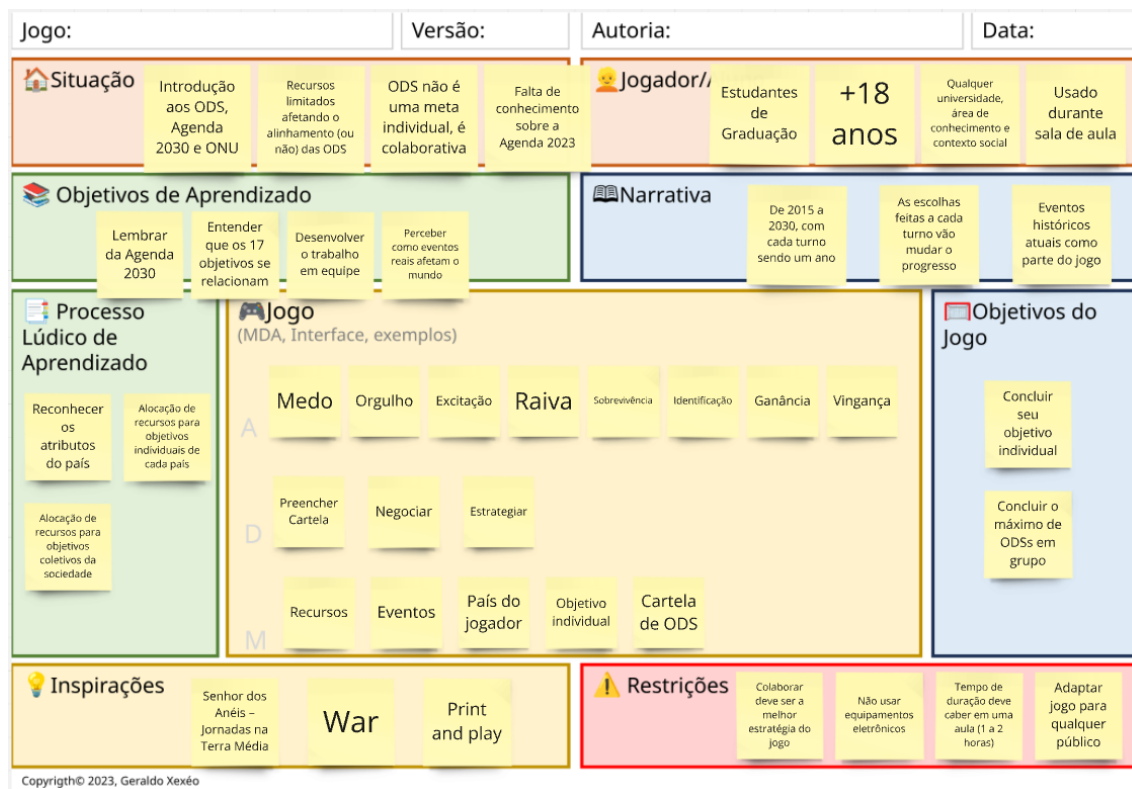 Jogo:
Versão:
Autoria:
Data:
Situação
Introdução
aos ODS,
Agenda
2030 e ONU
Recursos
limitados
afetando o
alinhamento (ou
não) das ODS
ODS não é
uma meta
individual, é
colaborativa
Falta de
conhecimento
sobre a
Agenda 2023
Jogador/
Estudantes
de
Graduação
+18
anos
Qualquer
universidade,
área de
conhecimento e
contexto social
Usado
durante
sala de aula
Objetivos de Aprendizado
Lembrar
da Agenda
2030
Entender
que os 17
objetivos se
relacionam
Desenvolver
o trabalho
em equipe
Perceber
como eventos
reais afetam o
mundo
Narrativa
De 2015 a
2030, com
cada turno
sendo um ano
As escolhas
feitas a cada
turno vão
mudar o
progresso
Eventos
históricos
atuais como
parte do jogo
Processo
Lúdico de
Aprendizado
Reconhecer
os
atributos
do país
Alocação de
recursos para
objetivos
individuais de
cada país
Alocação de
recursos para
objetivos
coletivos da
sociedade
Jogo
(MDA, Interface, exemplos)
A
Medo
Orgulho
Excitação
Raiva
Sobrevivência
Identificação
Ganância
Vingança
D
Preencher
Cartela
Negociar
Estrategiar
M
Recursos
Eventos
País do
jogador
Objetivo
individual
Cartela
de ODS
Objetivos do
Jogo
Concluir
seu
objetivo
individual
Concluir o
máximo de
ODSs em
grupo
Inspirações
Senhor dos
Anéis –
Jornadas na
Terra Média
War
Print
and play
Restrições
Colaborar
deve ser a
melhor
estratégia do
jogo
Não usar
equipamentos
eletrônicos
Tempo de
duração deve
caber em uma
aula (1 a 2
horas)
Adaptar
jogo para
qualquer
público
Copyrigth© 2023, Geraldo Xexéo